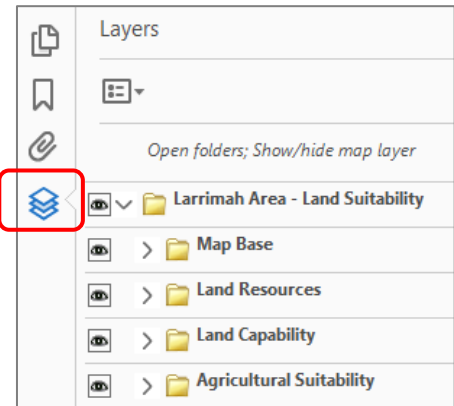 Layers
Open folders; Show/hide map layer
Larrimah Area - Land Suitability
Map Base
Land Resources
Land Capability
Agricultural Suitability